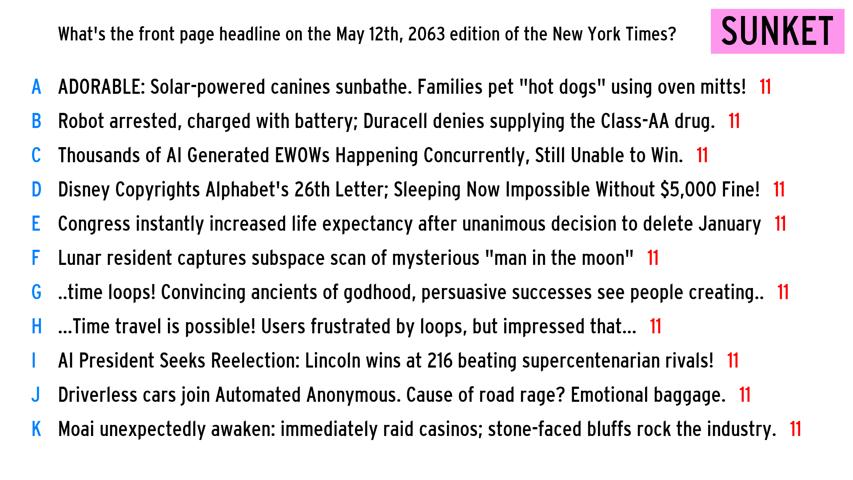 What's the front page headline on the May 12th, 2063 edition of the New York Times?
SUNKET
A ADORABLE: Solar-powered canines sunbathe. Families pet "hot dogs" using oven mitts! 11
B Robot arrested, charged with battery; Duracell denies supplying the Class-AA drug. 11
C Thousands of AI Generated EWOWs Happening Concurrently, Still Unable to Win. 11
D Disney Copyrights Alphabet's 26th Letter; Sleeping Now Impossible Without $5,000 Fine! 11
E Congress instantly increased life expectancy after unanimous decision to delete January 11
F Lunar resident captures subspace scan of mysterious "man in the moon" 11
G ..time loops! Convincing ancients of godhood, persuasive successes see people creating.. 11
H ...Time travel is possible! Users frustrated by loops, but impressed that... 11
I AI President Seeks Reelection: Lincoln wins at 216 beating supercentenarian rivals! 11
J Driverless cars join Automated Anonymous. Cause of road rage? Emotional baggage. 11
K Moai unexpectedly awaken: immediately raid casinos; stone-faced bluffs rock the industry. 11